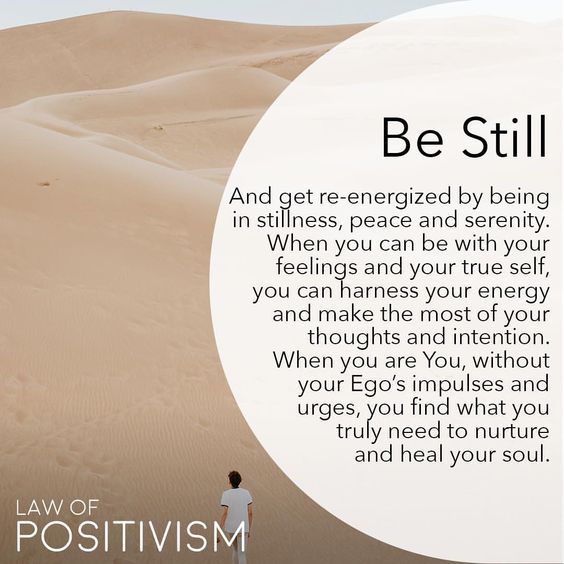 Be Still
And get re-energized by being
in stillness, peace and serenity.
When you can be with your
feelings and your true self,
you can harness your energy
and make the most of your
thoughts and intention.
When you are You, without
your Ego’s impulses and
urges, you find what you
truly need to nurture
and heal your soul.
LAW OF
POSITIVISM